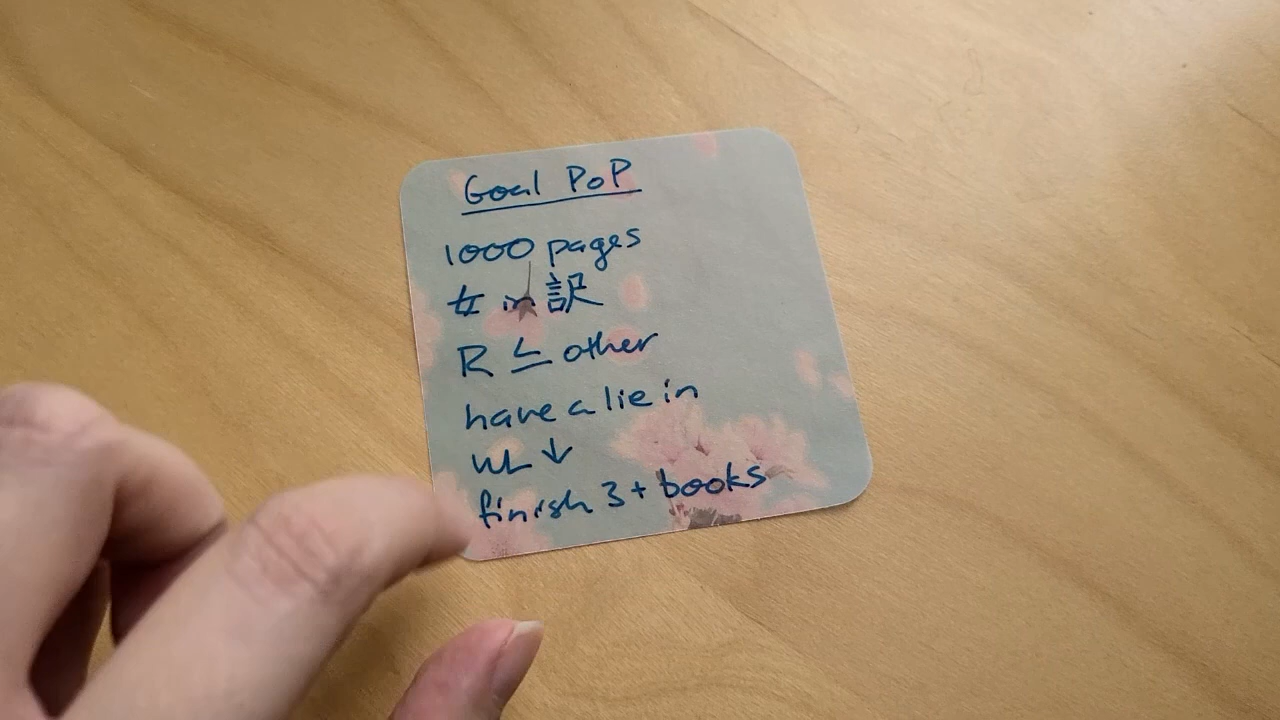 Goal PoP
1000 pages
女 in 訳
R ≤ other
have a lie in
WL ↓
finish 3+ books